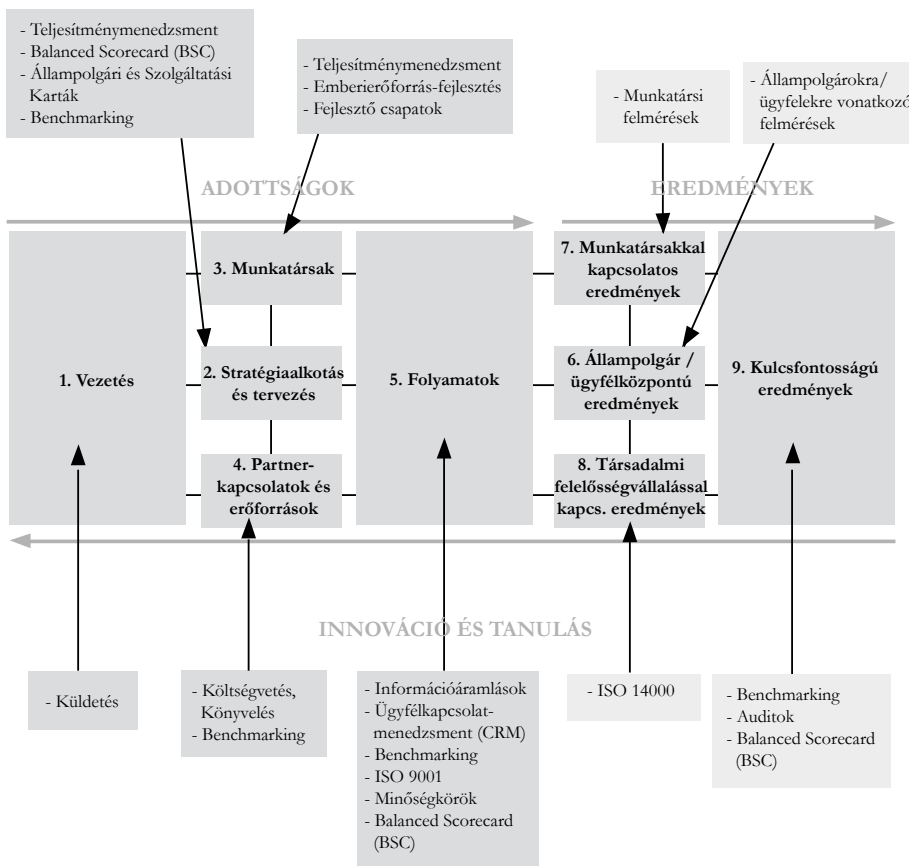 - Teljesítménymenedzsment
- Balanced Scorecard (BSC)
- Állampolgári és Szolgáltatási
Karták
- Benchmarking
- Teljesítménymenedzsment
- Emberierőforrás-fejlesztés
- Fejlesztő csapatok
- Munkatársi
felmérések
- Állampolgárokra/
ügyfelekre vonatkozó
felmérések
ADOTTSÁGOK
EREDMÉNYEK
1. Vezetés
3. Munkatársak
2. Stratégiaalkotás
és tervezés
4. Partner-
kapcsolatok és
erőforrások
5. Folyamatok
7. Munkatársakkal
kapcsolatos
eredmények
6. Állampolgár /
ügyfélközpontú
eredmények
8. Társadalmi
felelősségvállalással
kapcs. eredmények
9. Kulcsfontosságú
eredmények
INNOVÁCIÓ ÉS TANULÁS
- Küldetés
- Költségvetés,
Könyvelés
- Benchmarking
- Információáramlások
- Ügyfélkapcsolat-
menedzsment (CRM)
- Benchmarking
- ISO 9001
- Minőségkörök
- Balanced Scorecard
(BSC)
- ISO 14000
- Benchmarking
- Auditok
- Balanced Scorecard
(BSC)